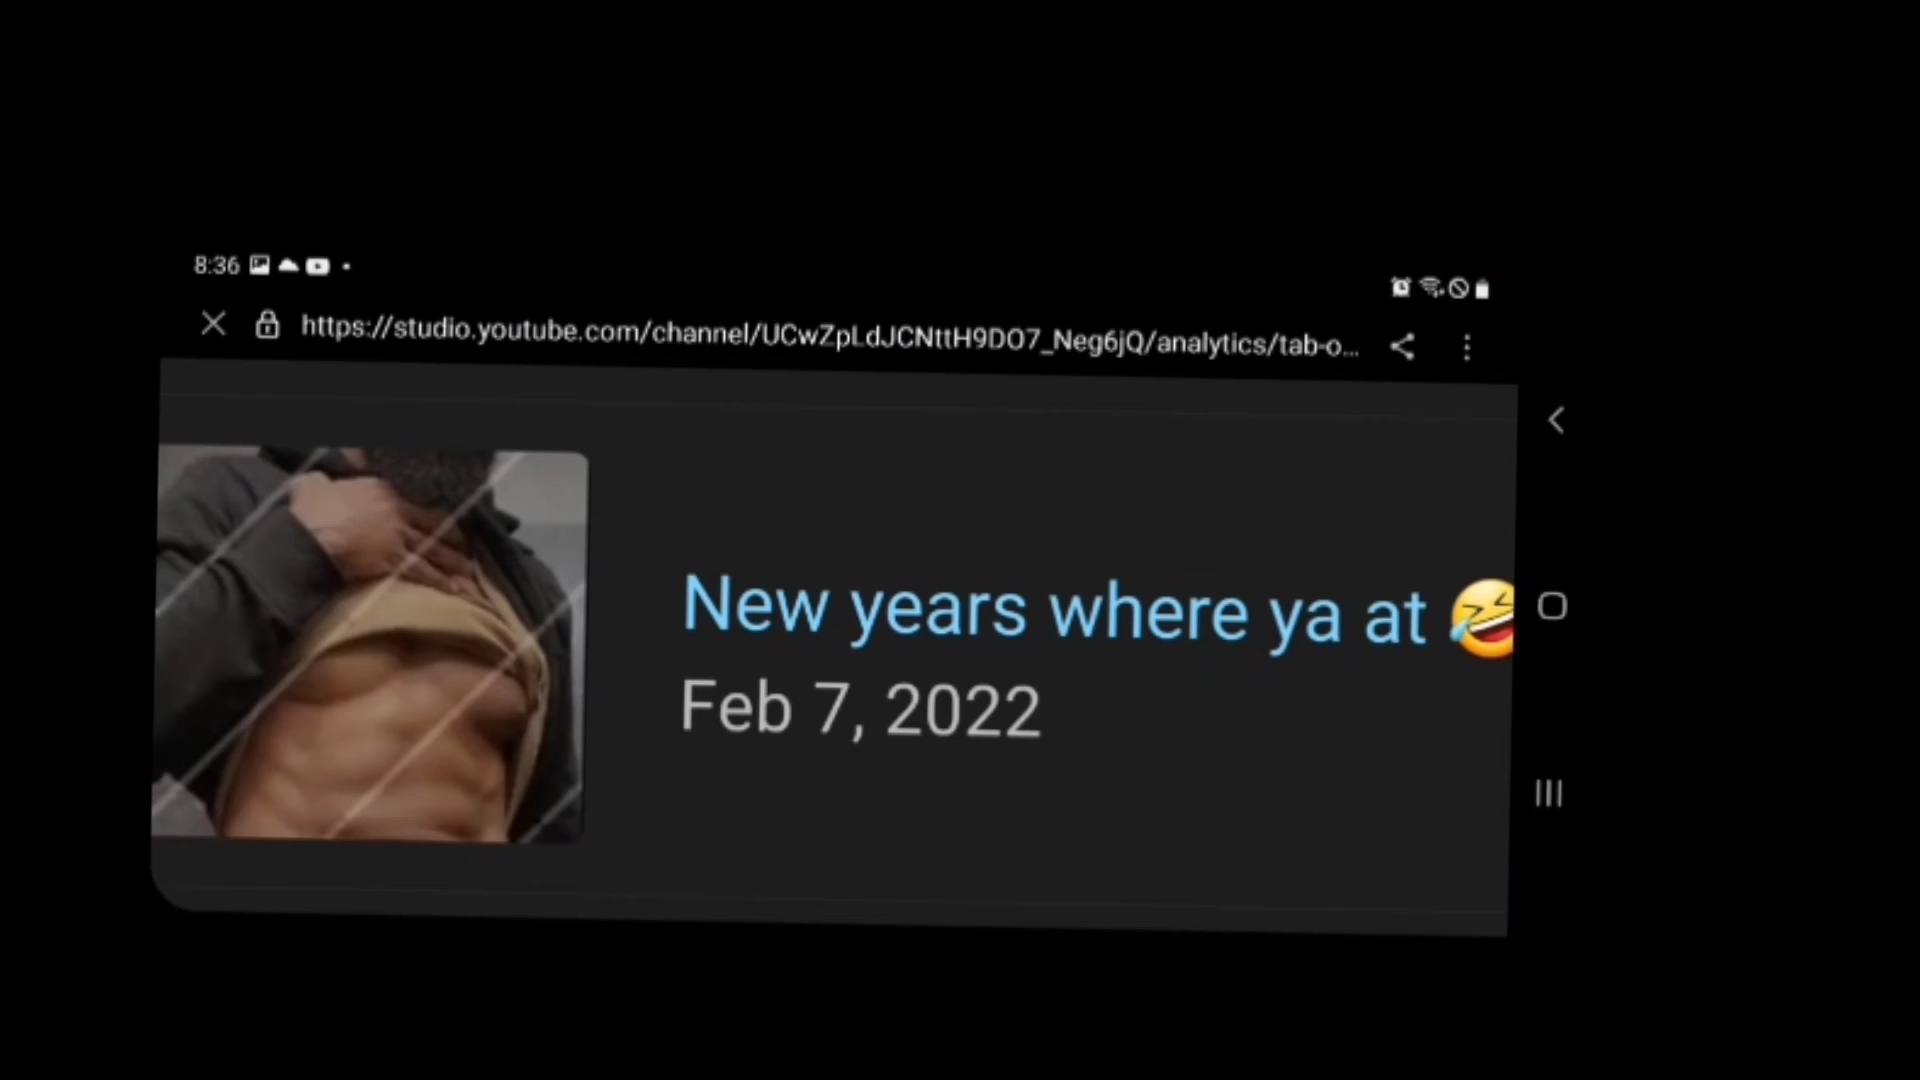 8:36
https://studio.youtube.com/channel/UCwZpLdJCNttH9DO7_Neg6jQ/analytics/tab-o...
New years where ya at 🤣
Feb 7, 2022